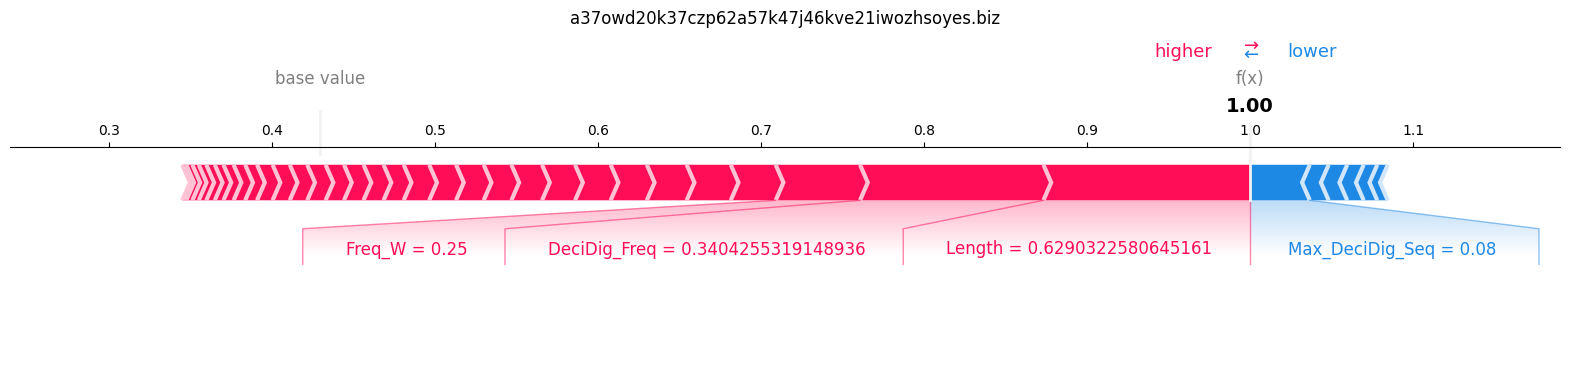 a37owd20k37czp62a57k47j46kve21iwozhsoyes.biz
higher → ← lower
base value f(x)
1.00
0.3 0.4 0.5 0.6 0.7 0.8 0.9 1.0 1.1
Freq_W = 0.25 DeciDig_Freq = 0.3404255319148936 Length = 0.6290322580645161 Max_DeciDig_Seq = 0.08